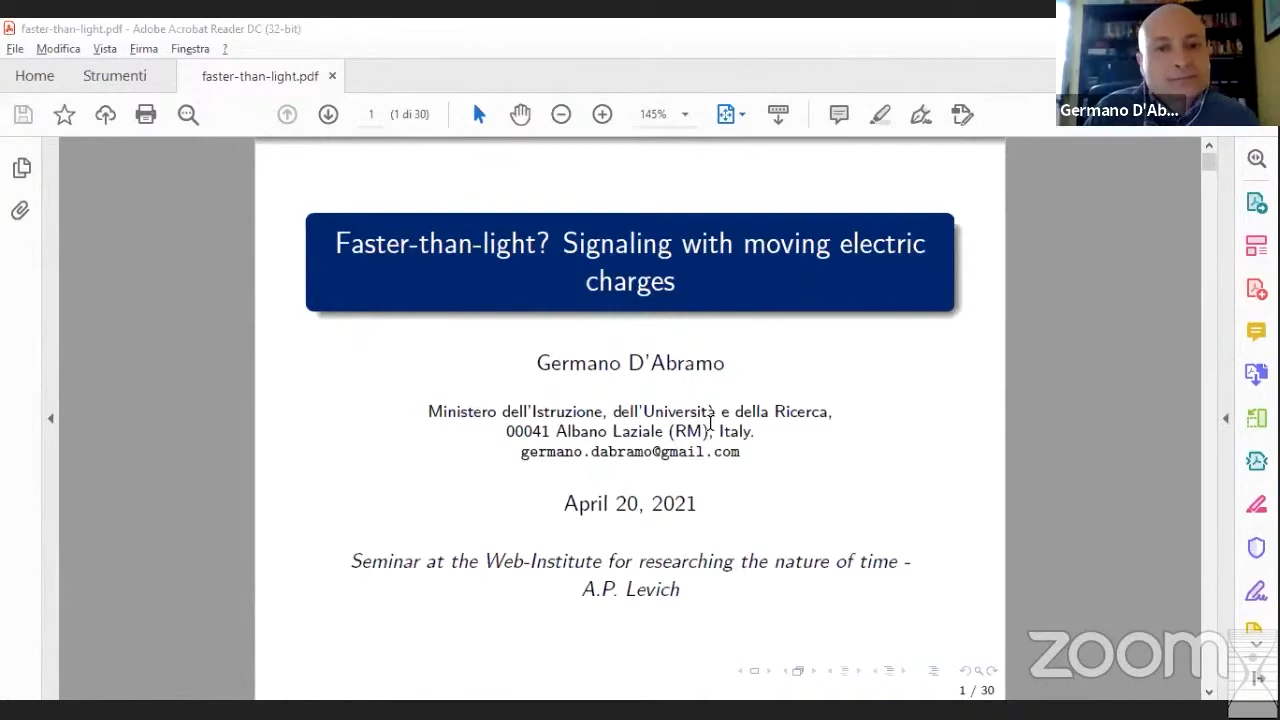 faster-than-light.pdf - Adobe Acrobat Reader DC (32-bit)
File Modifica Vista Firma Finestra ?
Home Strumenti faster-than-light.pdf ×
1 (1 di 30) 145%
Germano D'Ab...
Faster-than-light? Signaling with moving electric
charges
Germano D'Abramo
Ministero dell'Istruzione, dell'Università e della Ricerca,
00041 Albano Laziale (RM), Italy.
germano.dabramo@gmail.com
April 20, 2021
Seminar at the Web-Institute for researching the nature of time -
A.P. Levich
1 / 30
zoom